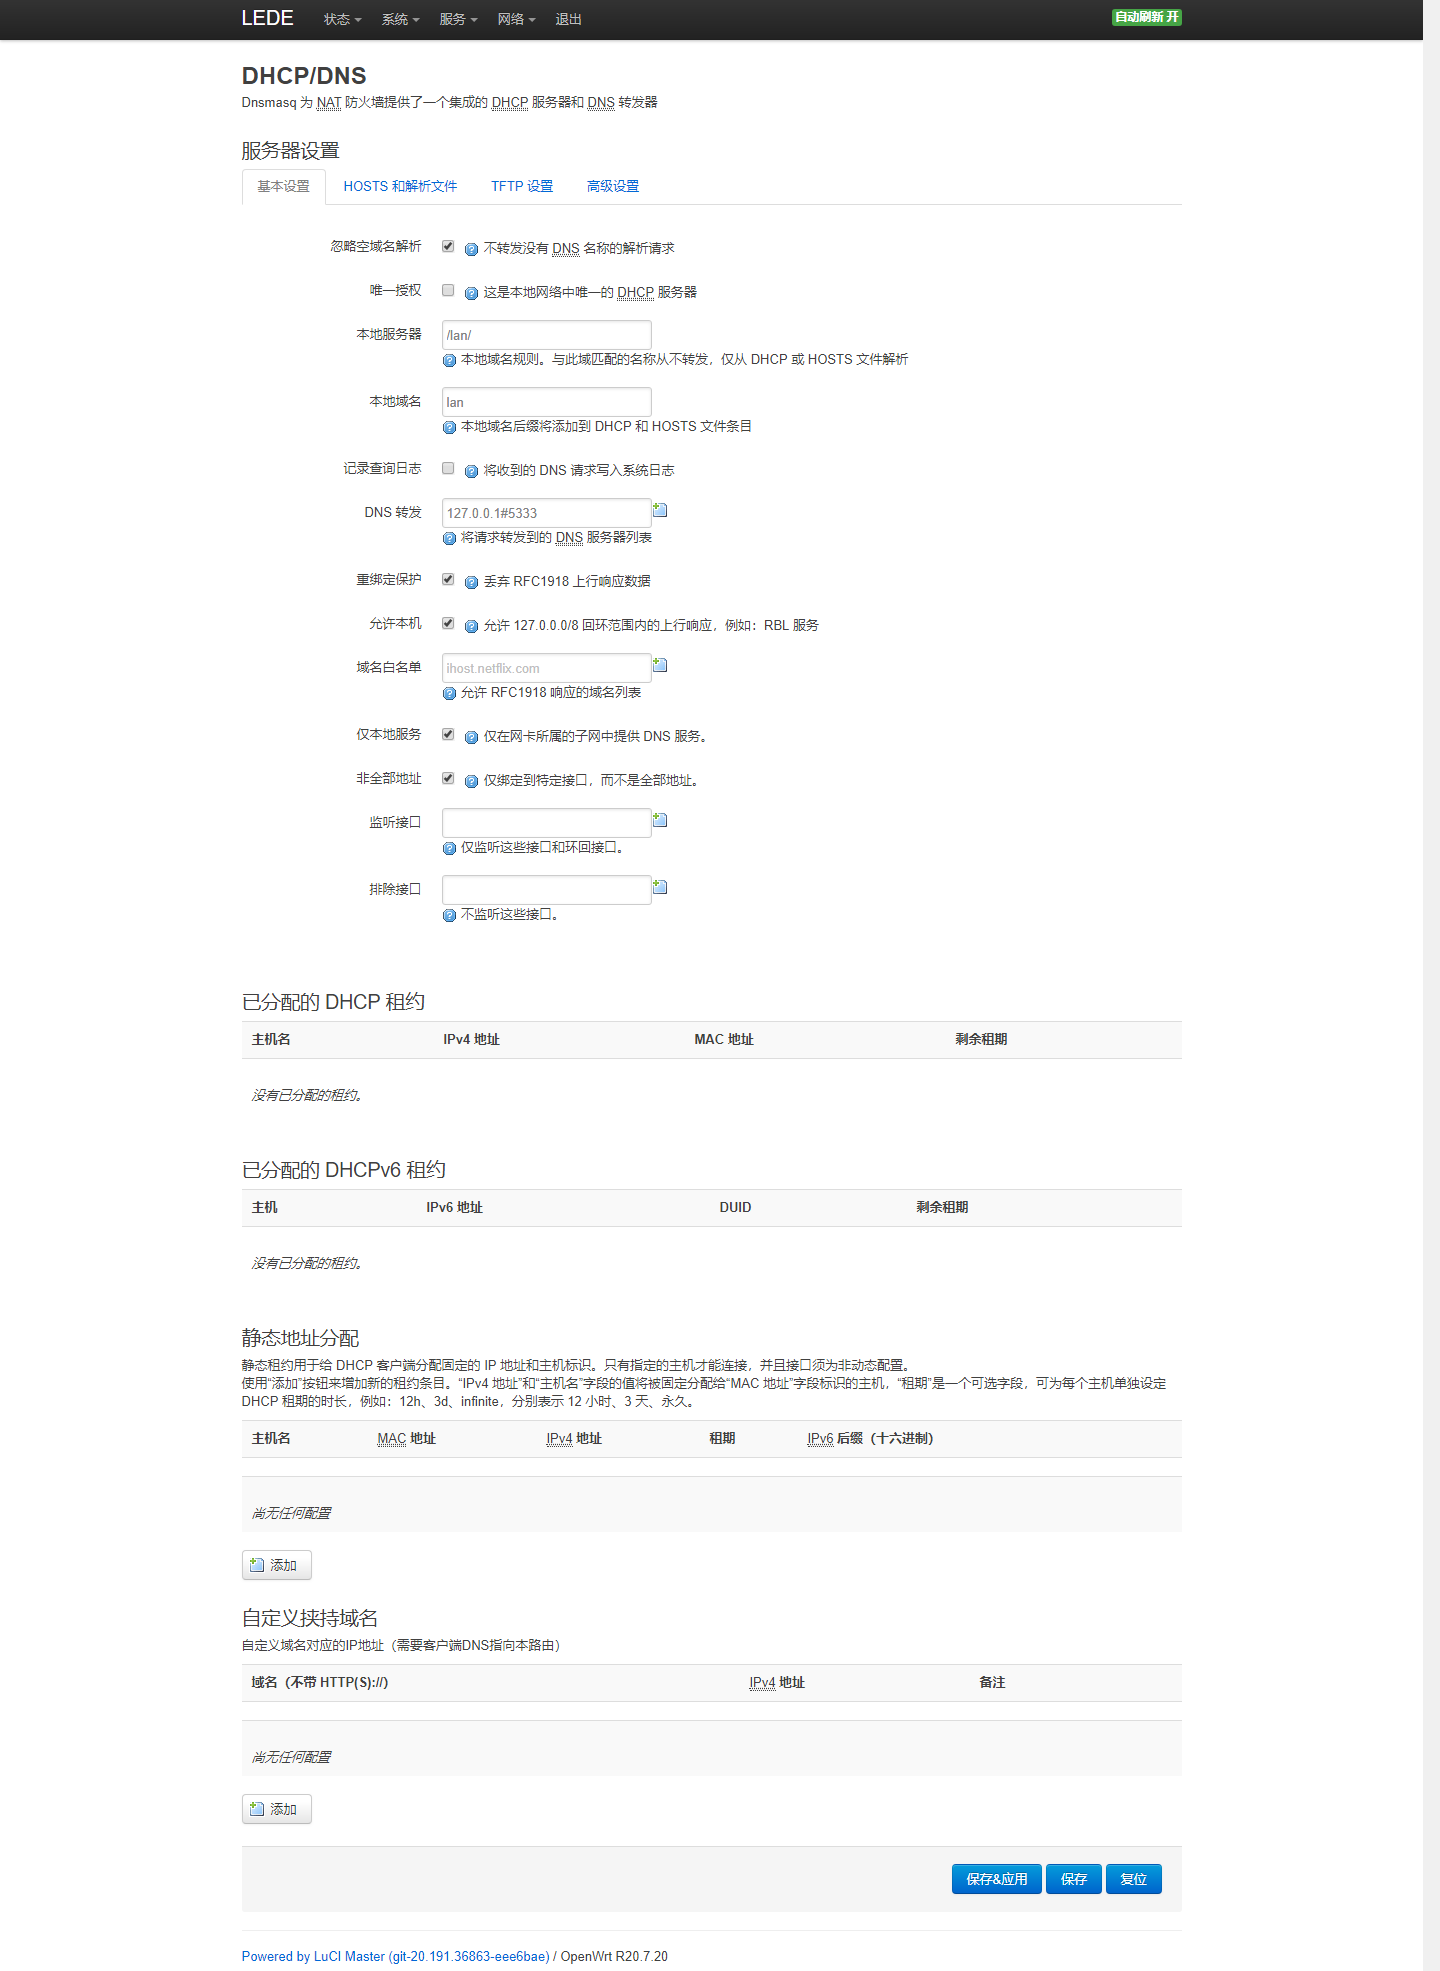 LEDE 状态 系统 服务 网络 退出 自动刷新 开
DHCP/DNS
Dnsmasq 为 NAT 防火墙提供了一个集成的 DHCP 服务器和 DNS 转发器
服务器设置
基本设置 HOSTS 和解析文件 TFTP 设置 高级设置
忽略空域名解析 不转发没有 DNS 名称的解析请求
唯一授权 这是本地网络中唯一的 DHCP 服务器
本地服务器 /lan/
本地域名规则。与此域匹配的名称从不转发，仅从 DHCP 或 HOSTS 文件解析
本地域名 lan
本地域名后缀将添加到 DHCP 和 HOSTS 文件条目
记录查询日志 将收到的 DNS 请求写入系统日志
DNS 转发 127.0.0.1#5333
将请求转发到的 DNS 服务器列表
重绑定保护 丢弃 RFC1918 上行响应数据
允许本机 允许 127.0.0.0/8 回环范围内的上行响应，例如：RBL 服务
域名白名单 ihost.netflix.com
允许 RFC1918 响应的域名列表
仅本地服务 仅在网卡所属的子网中提供 DNS 服务。
非全部地址 仅绑定到特定接口，而不是全部地址。
监听接口
仅监听这些接口和环回接口。
排除接口
不监听这些接口。
已分配的 DHCP 租约
主机名 IPv4 地址 MAC 地址 剩余租期
没有已分配的租约。
已分配的 DHCPv6 租约
主机 IPv6 地址 DUID 剩余租期
没有已分配的租约。
静态地址分配
静态租约用于给 DHCP 客户端分配固定的 IP 地址和主机标识。只有指定的主机才能连接，并且接口须为非动态配置。
使用“添加”按钮来增加新的租约条目。“IPv4 地址”和“主机名”字段的值将被固定分配给“MAC 地址”字段标识的主机，“租期”是一个可选字段，可为每个主机单独设定
DHCP 租期的时长，例如：12h、3d、infinite，分别表示 12 小时、3 天、永久。
主机名 MAC 地址 IPv4 地址 租期 IPv6 后缀（十六进制）
尚无任何配置
添加
自定义挟持域名
自定义域名对应的IP地址（需要客户端DNS指向本路由）
域名（不带 HTTP(S)://） IPv4 地址 备注
尚无任何配置
添加
保存&应用 保存 复位
Powered by LuCI Master (git-20.191.36863-eee6bae) / OpenWrt R20.7.20